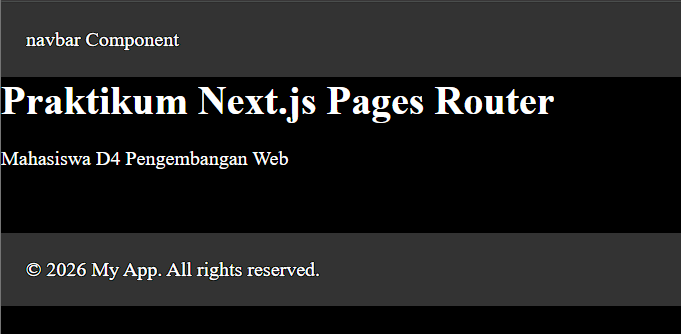 navbar Component
Praktikum Next.js Pages Router
Mahasiswa D4 Pengembangan Web
© 2026 My App. All rights reserved.